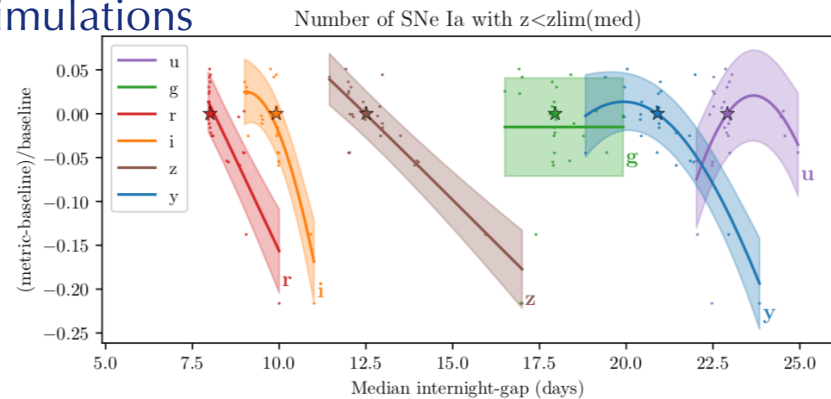 imulations
Number of SNe Ia with z<zlim(med)
(metric-baseline)/baseline
0.05
0.00
−0.05
−0.10
−0.15
−0.20
−0.25
u
g
r
i
z
y
r
i
z
g
y
u
5.0 7.5 10.0 12.5 15.0 17.5 20.0 22.5 25.0
Median internight-gap (days)